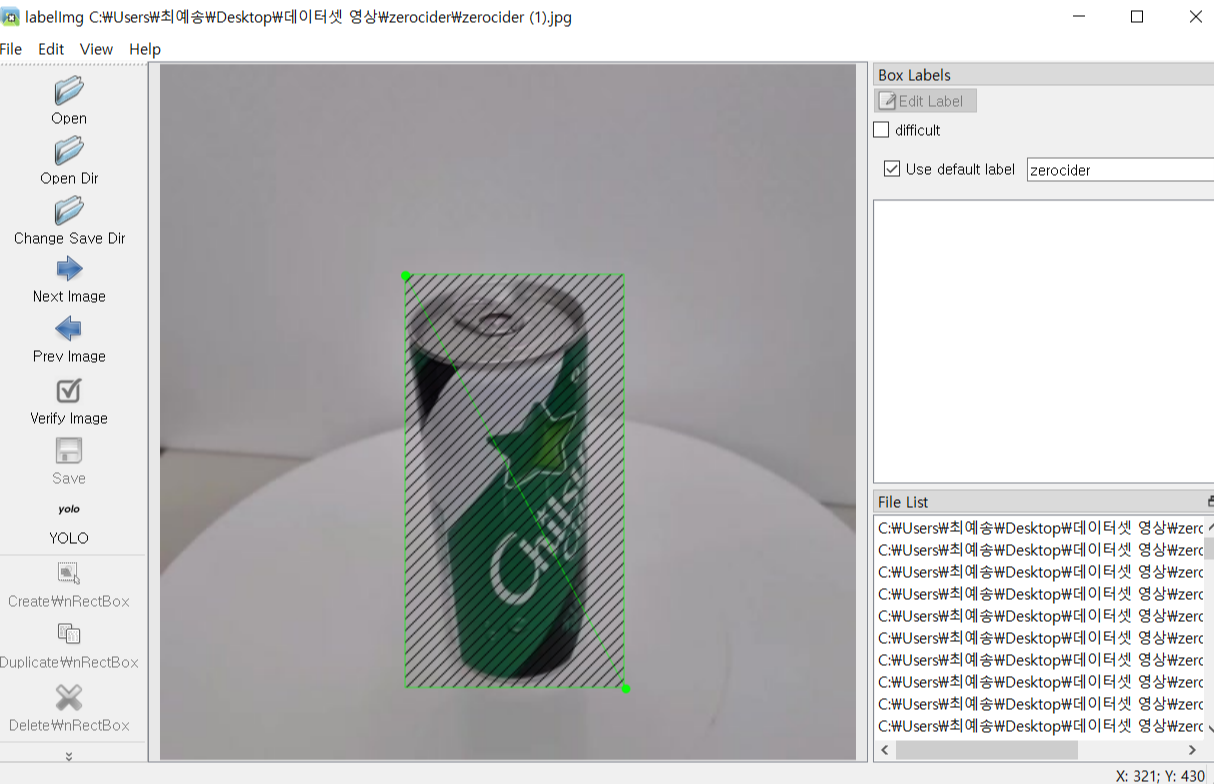 labelImg C:₩Users₩최예송₩Desktop₩데이터셋 영상₩zerocider₩zerocider (1).jpg
File Edit View Help
Open
Open Dir
Change Save Dir
Next Image
Prev Image
Verify Image
Save
yolo
YOLO
Create₩nRectBox
Duplicate₩nRectBox
Delete₩nRectBox
Chilsung
Box Labels
Edit Label
difficult
Use default label zerocider
File List
C:₩Users₩최예송₩Desktop₩데이터셋 영상₩zerc
C:₩Users₩최예송₩Desktop₩데이터셋 영상₩zerc
C:₩Users₩최예송₩Desktop₩데이터셋 영상₩zerc
C:₩Users₩최예송₩Desktop₩데이터셋 영상₩zerc
C:₩Users₩최예송₩Desktop₩데이터셋 영상₩zerc
C:₩Users₩최예송₩Desktop₩데이터셋 영상₩zerc
C:₩Users₩최예송₩Desktop₩데이터셋 영상₩zerc
C:₩Users₩최예송₩Desktop₩데이터셋 영상₩zerc
C:₩Users₩최예송₩Desktop₩데이터셋 영상₩zerc
C:₩Users₩최예송₩Desktop₩데이터셋 영상₩zerc
X: 321; Y: 430